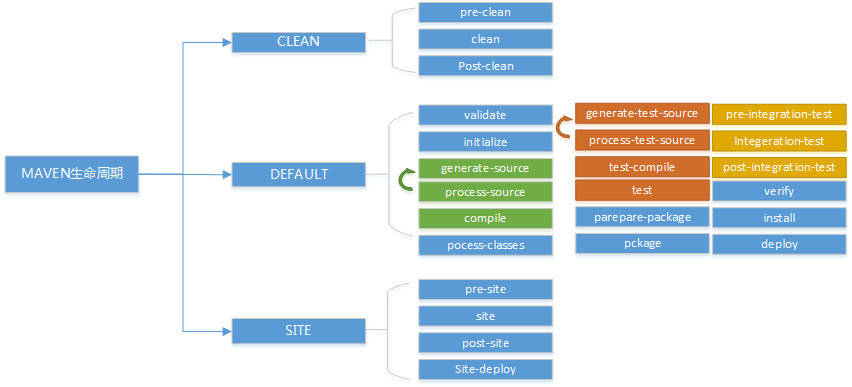 MAVEN生命周期
CLEAN
pre-clean
clean
Post-clean
DEFAULT
validate
initialize
generate-source
process-source
compile
pocess-classes
generate-test-source
process-test-source
test-compile
test
parepare-package
pckage
pre-integration-test
Integeration-test
post-integration-test
verify
install
deploy
SITE
pre-site
site
post-site
Site-deploy